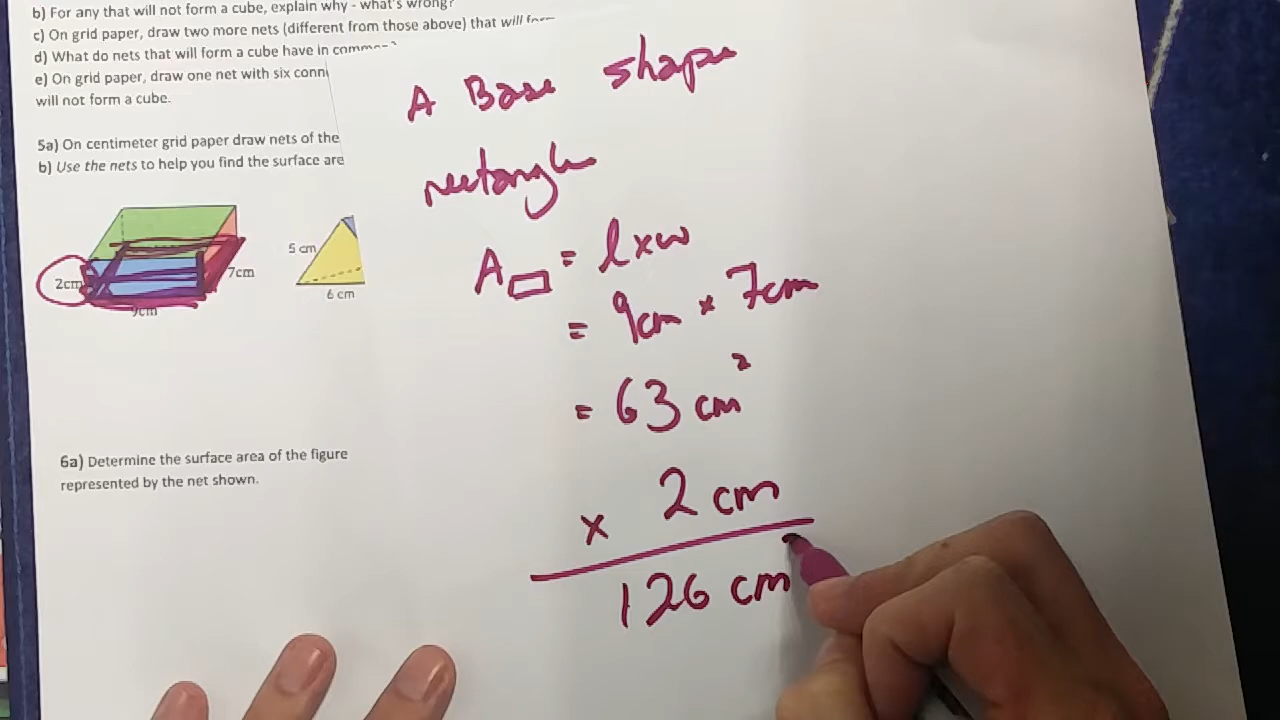 b) For any that will not form a cube, explain why - what's wrong?
c) On grid paper, draw two more nets (different from those above) that will
d) What do nets that will form a cube have in
e) On grid paper, draw one net with six
will not form a cube.
5a) On centimeter grid paper draw nets of the
b) Use the nets to help you find the surface
2cm
7cm
9cm
5 cm
6 cm
6a) Determine the surface area of the figure
represented by the net shown.
A Base shape
rectangle
A▭ = l x w
= 9cm x 7cm
= 63 cm²
x 2 cm
126 cm